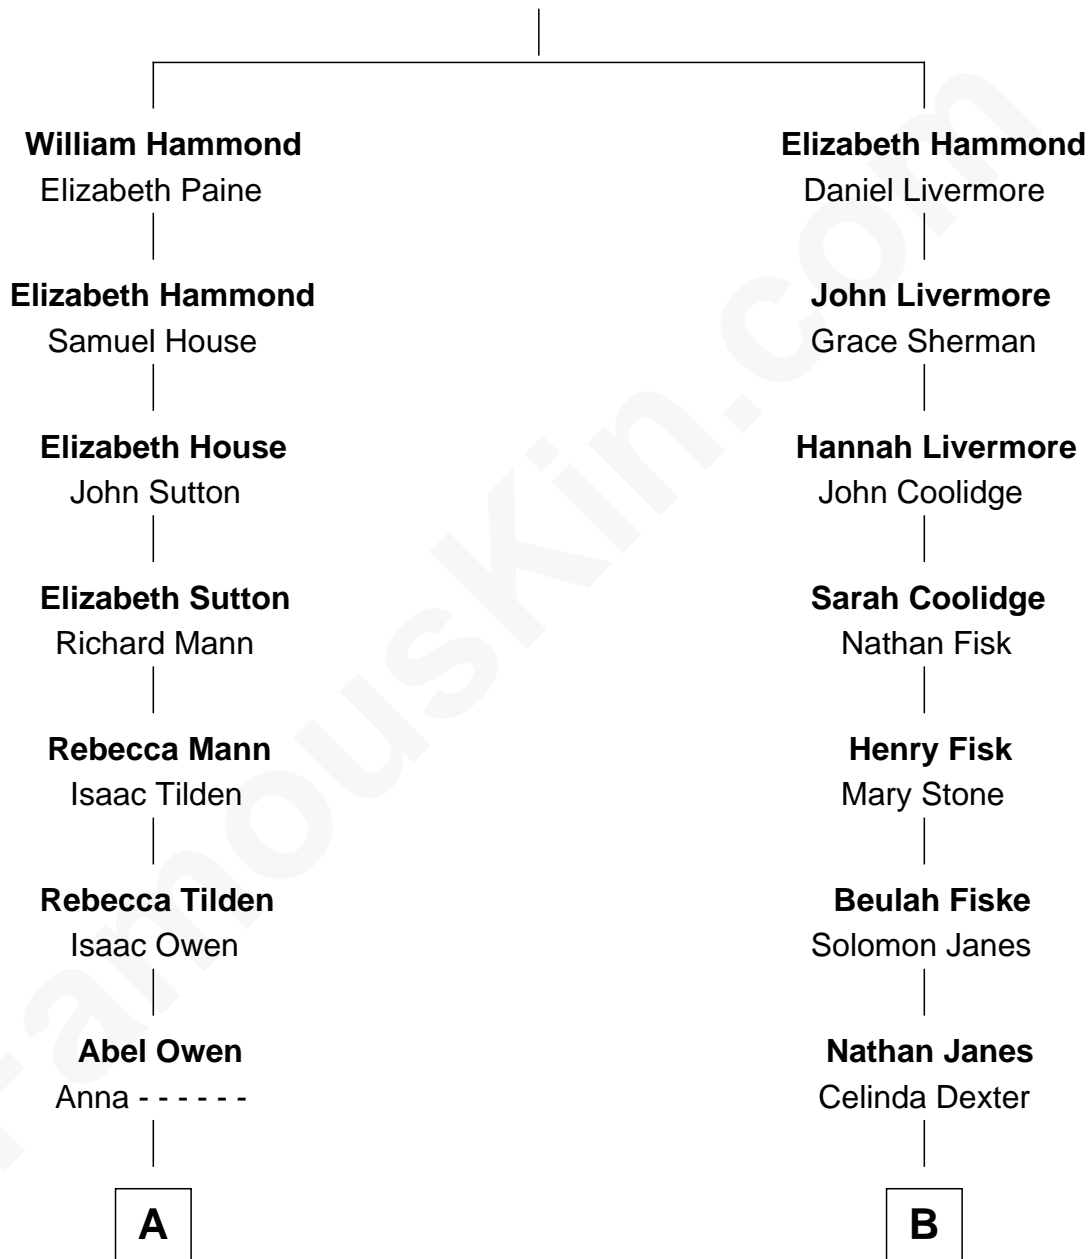 William Hammond
Elizabeth Paine
Elizabeth Hammond
Daniel Livermore
Elizabeth Hammond
Samuel House
John Livermore
Grace Sherman
Elizabeth House
John Sutton
Hannah Livermore
John Coolidge
Elizabeth Sutton
Richard Mann
Sarah Coolidge
Nathan Fisk
Rebecca Mann
Isaac Tilden
Henry Fisk
Mary Stone
Rebecca Tilden
Isaac Owen
Beulah Fiske
Solomon Janes
Abel Owen
Anna - - - - - -
Nathan Janes
Celinda Dexter
A
B
FamousKin.com